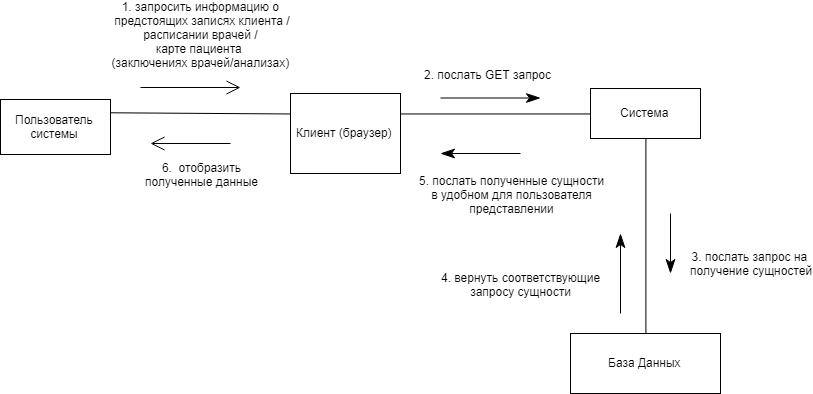 1. запросить информацию о
предстоящих записях клиента /
расписании врачей /
карте пациента
(заключениях врачей/анализах)
2. послать GET запрос
Пользователь
системы
Клиент (браузер)
Система
6. отобразить
полученные данные
5. послать полученные сущности
в удобном для пользователя
представлении
3. послать запрос на
получение сущностей
4. вернуть соответствующие
запросу сущности
База Данных